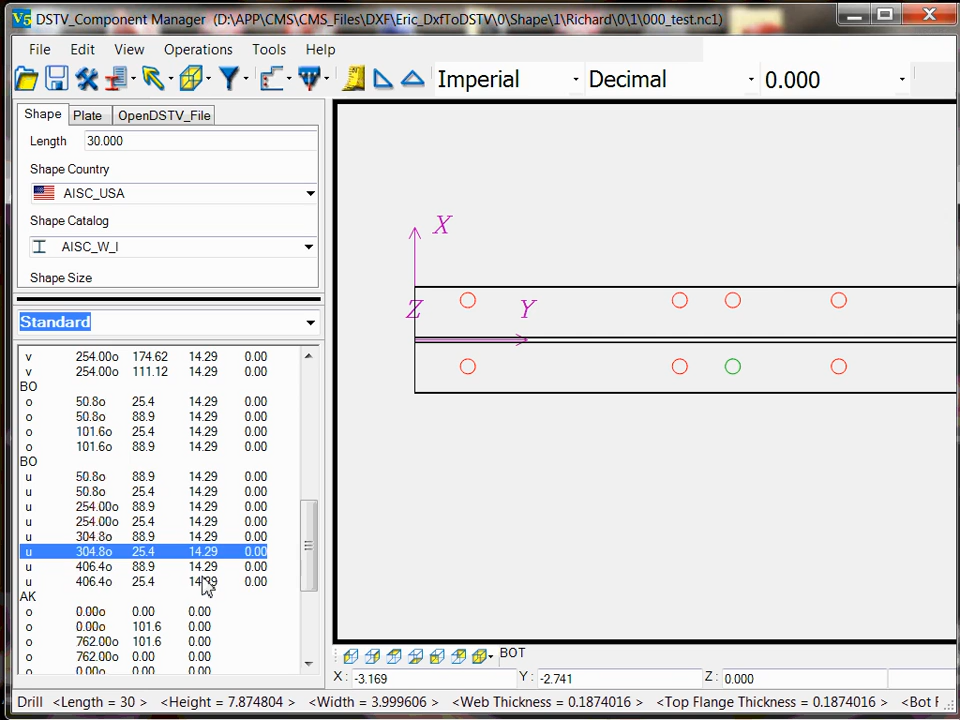 V5 DSTV_Component Manager (D:\APP\CMS\CMS_Files\DXF\Eric_DxfToDSTV\0\Shape\1\Richard\0\1\000_test.nc1)
File Edit View Operations Tools Help
Imperial Decimal 0.000
Shape Plate OpenDSTV_File
Length 30.000
Shape Country
AISC_USA
Shape Catalog
AISC_W_I
Shape Size
Standard
v 254.00o 174.62 14.29 0.00
v 254.00o 111.12 14.29 0.00
BO
o 50.8o 25.4 14.29 0.00
o 50.8o 88.9 14.29 0.00
o 101.6o 25.4 14.29 0.00
o 101.6o 88.9 14.29 0.00
BO
u 50.8o 88.9 14.29 0.00
u 50.8o 25.4 14.29 0.00
u 254.00o 88.9 14.29 0.00
u 254.00o 25.4 14.29 0.00
u 304.8o 88.9 14.29 0.00
u 304.8o 25.4 14.29 0.00
u 406.4o 88.9 14.29 0.00
u 406.4o 25.4 14.29 0.00
AK
o 0.00o 0.00 0.00
o 0.00o 101.6 0.00
o 762.00o 101.6 0.00
o 762.00o 0.00 0.00
o 0.00o 0.00 0.00
X
Z Y
BOT
X: -3.169 Y: -2.741 Z: 0.000
Drill <Length = 30 > <Height = 7.874804 > <Width = 3.999606 > <Web Thickness = 0.1874016 > <Top Flange Thickness = 0.1874016 > <Bot F